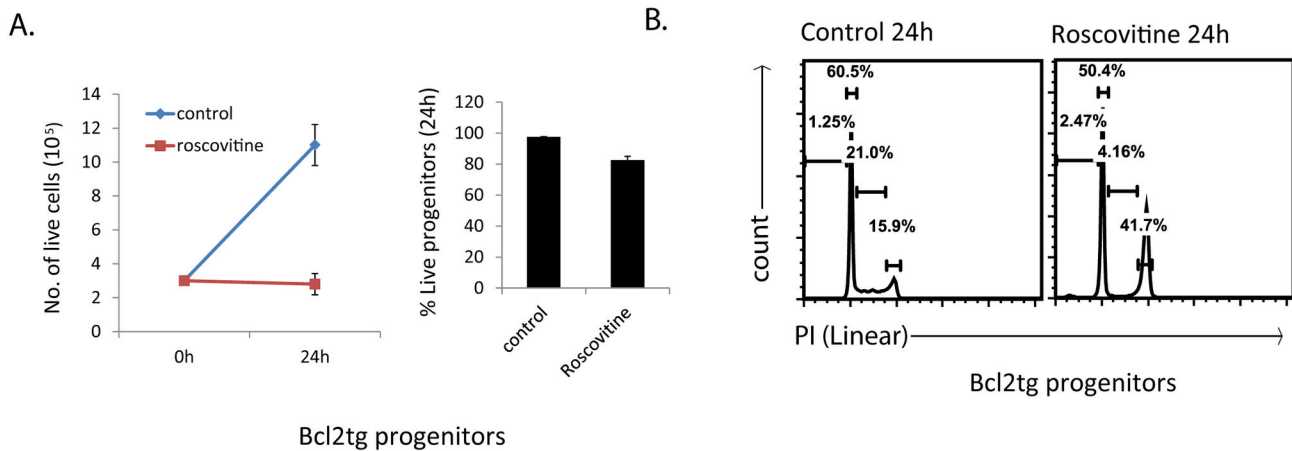 A.
No. of live cells (10⁵)
14
12
10
8
6
4
2
0
control
roscovitine
0h
24h
% Live progenitors (24h)
120
100
80
60
40
20
0
control
Roscovitine
Bcl2tg progenitors
B.
Control 24h
60.5%
1.25%
21.0%
15.9%
Roscovitine 24h
50.4%
2.47%
4.16%
41.7%
count
PI (Linear)
Bcl2tg progenitors